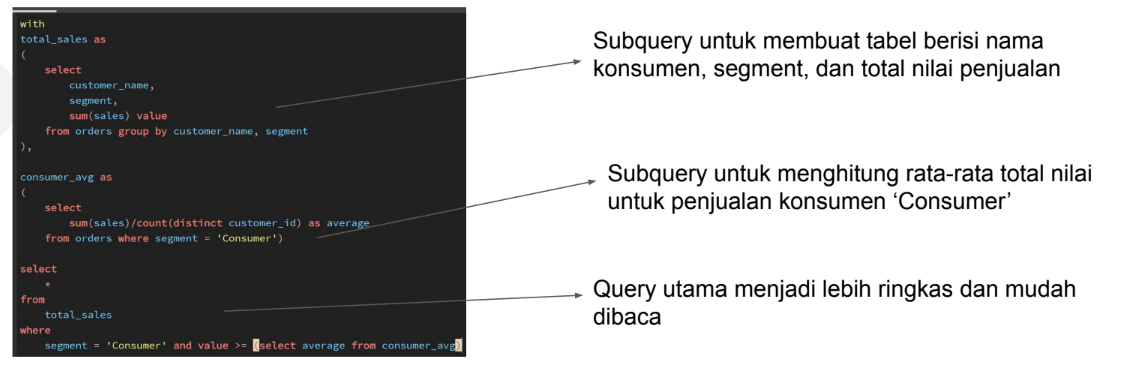 with
total_sales as
(
select
customer_name,
segment,
sum(sales) value
from orders group by customer_name, segment
),
consumer_avg as
(
select
sum(sales)/count(distinct customer_id) as average
from orders where segment = 'Consumer')
select
*
from
total_sales
where
segment = 'Consumer' and value >= (select average from consumer_avg)
Subquery untuk membuat tabel berisi nama
konsumen, segment, dan total nilai penjualan
Subquery untuk menghitung rata-rata total nilai
untuk penjualan konsumen ‘Consumer’
Query utama menjadi lebih ringkas dan mudah
dibaca